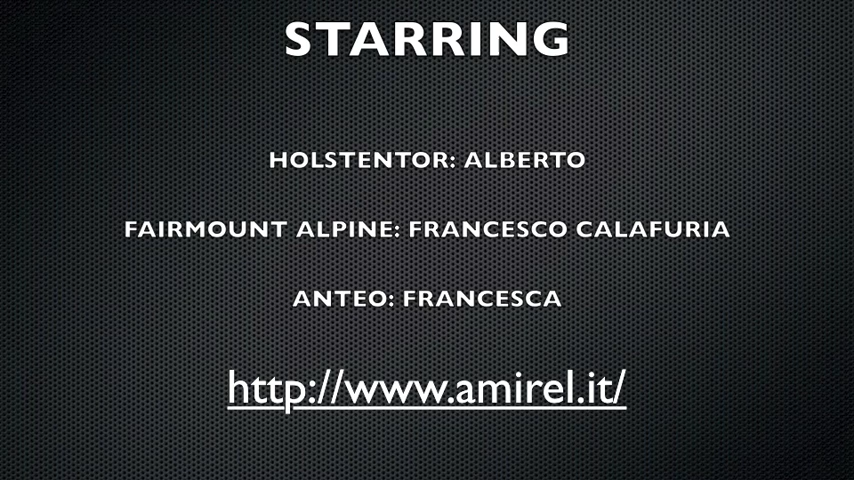 STARRING
HOLSTENTOR: ALBERTO
FAIRMOUNT ALPINE: FRANCESCO CALAFURIA
ANTEO: FRANCESCA
http://www.amirel.it/